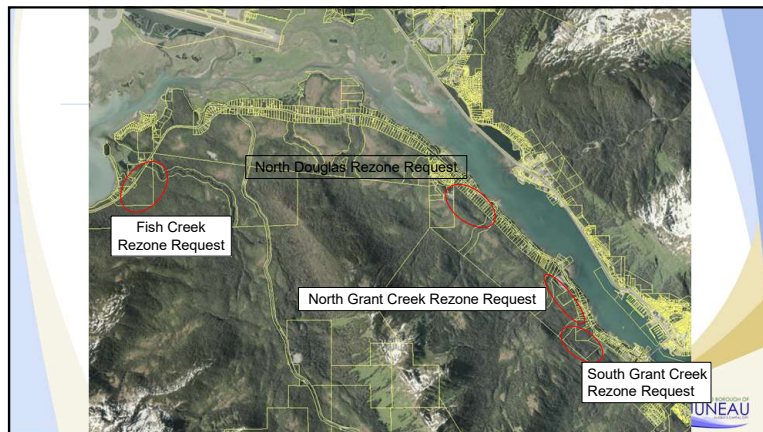 North Douglas Rezone Request
Fish Creek
Rezone Request
North Grant Creek Rezone Request
South Grant Creek
Rezone Request
BOROUGH OF
JUNEAU